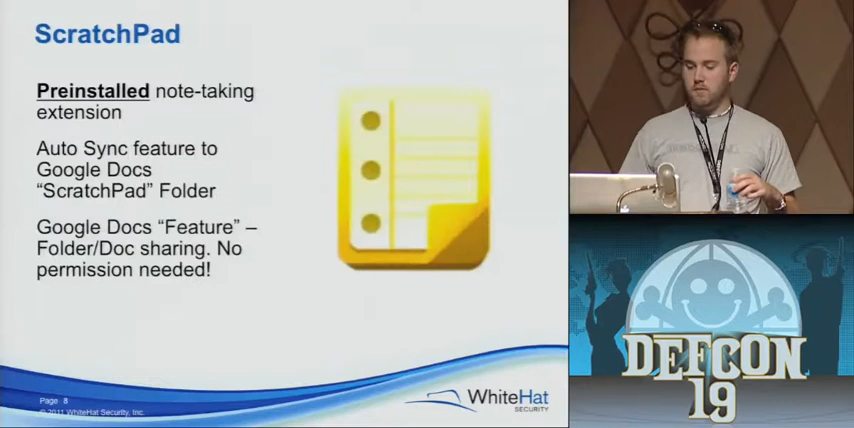 ScratchPad
Preinstalled note-taking
extension
Auto Sync feature to
Google Docs
“ScratchPad” Folder
Google Docs “Feature” –
Folder/Doc sharing. No
permission needed!
Page 8
© 2011 WhiteHat Security, Inc.
WhiteHat
SECURITY
DEFCON
19